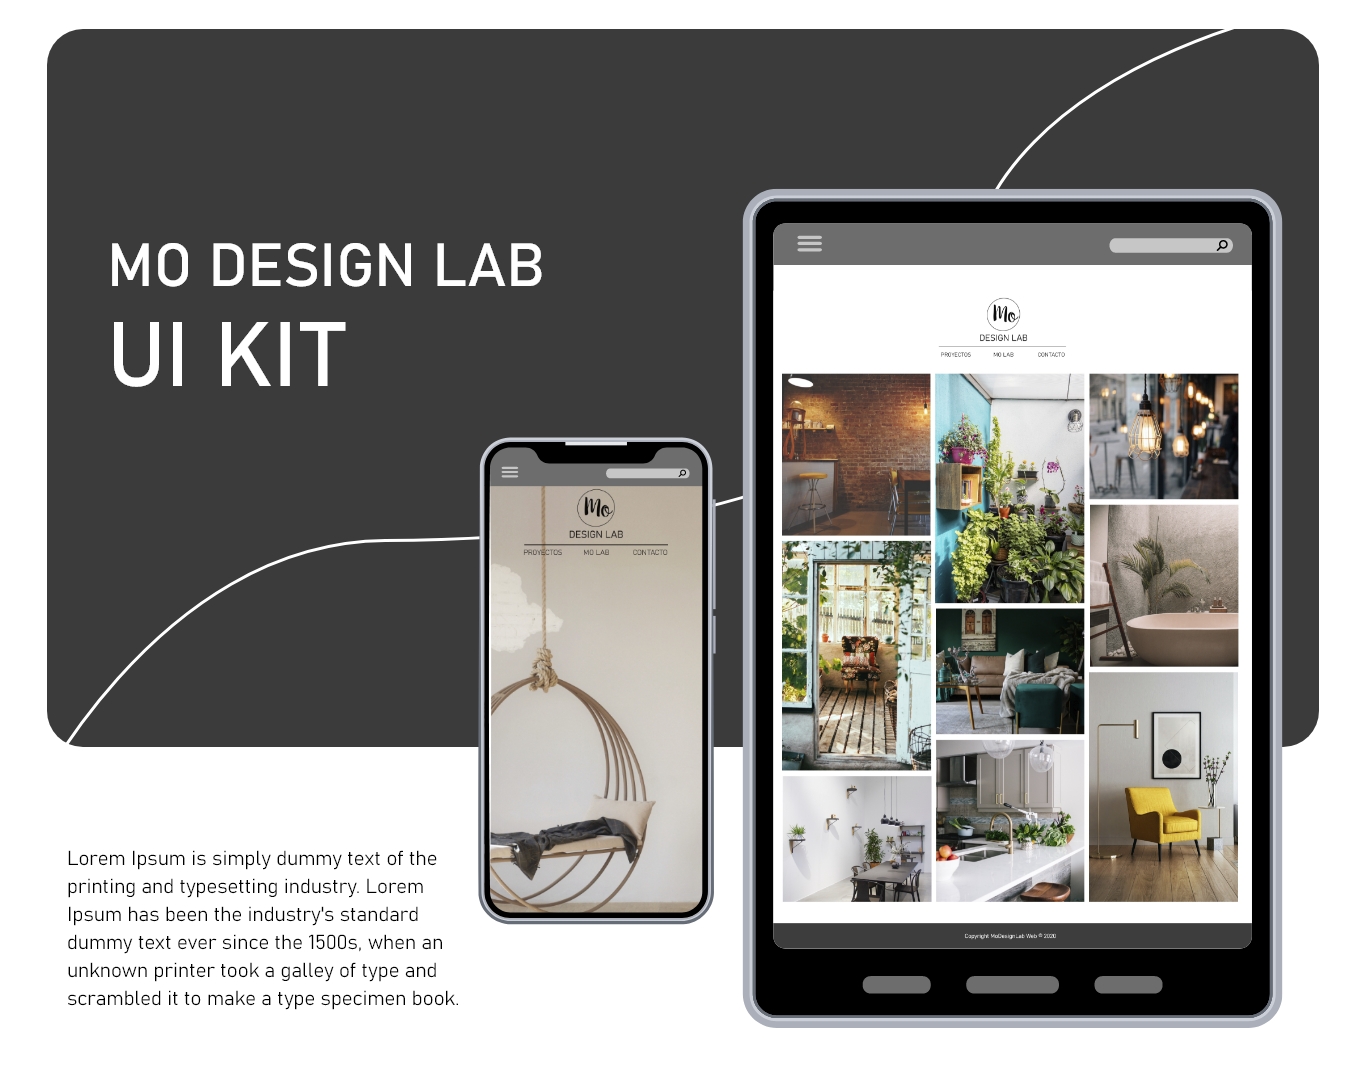 MO DESIGN LAB
UI KIT
Mo
DESIGN LAB
PROYECTOS MO LAB CONTACTO
Mo
DESIGN LAB
PROYECTOS MO LAB CONTACTO
Copyright MoDesignLab Web © 2020
Lorem Ipsum is simply dummy text of the
printing and typesetting industry. Lorem
Ipsum has been the industry's standard
dummy text ever since the 1500s, when an
unknown printer took a galley of type and
scrambled it to make a type specimen book.